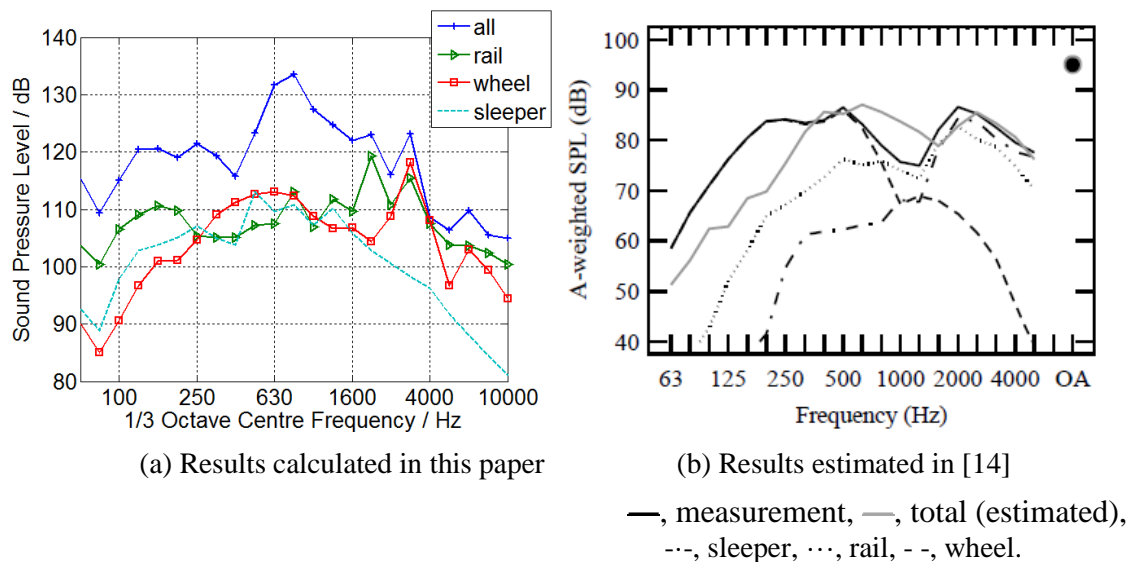 all
rail
wheel
sleeper
140
130
120
110
100
90
80
Sound Pressure Level / dB
100 250 630 1600 4000 10000
1/3 Octave Centre Frequency / Hz
(a) Results calculated in this paper
100
90
80
70
60
50
40
A-weighted SPL (dB)
63 125 250 500 1000 2000 4000 OA
Frequency (Hz)
(b) Results estimated in [14]
—, measurement, —, total (estimated),
-·-, sleeper, ···, rail, - -, wheel.